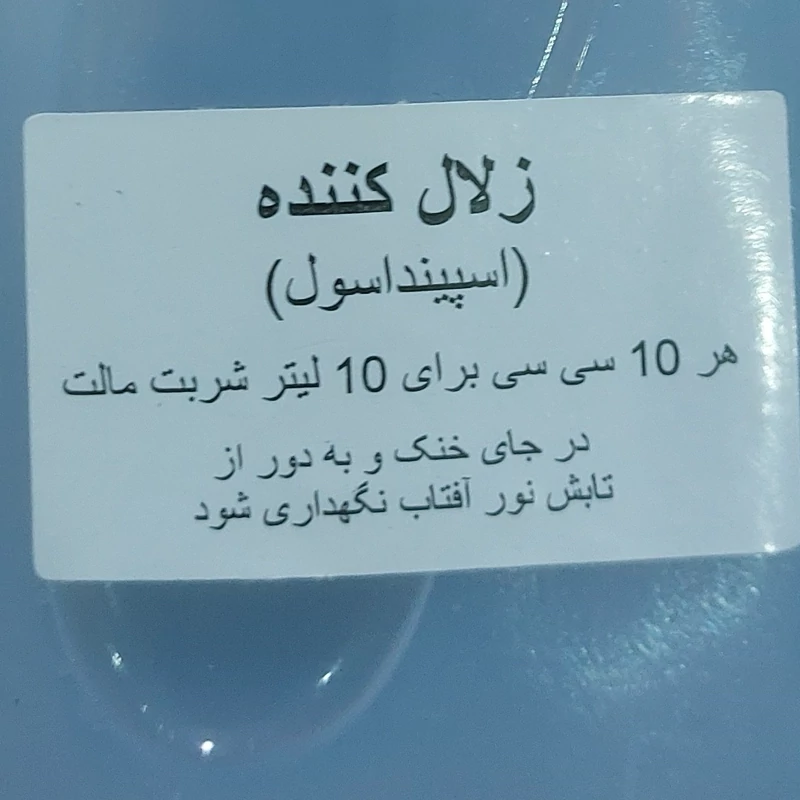 زلال کننده
(اسپینداسول)
هر 10 سی سی برای 10 لیتر شربت مالت
در جای خنک و به دور از
تابش نور آفتاب نگهداری شود